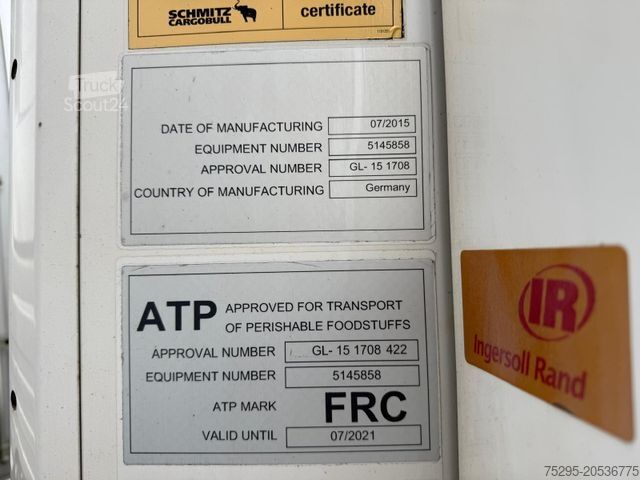 SCHMITZ
CARGOBULL
certificate
Truck
Scout24
DATE OF MANUFACTURING 07/2015
EQUIPMENT NUMBER 5145858
APPROVAL NUMBER GL- 15 1708
COUNTRY OF MANUFACTURING Germany
ATP APPROVED FOR TRANSPORT
OF PERISHABLE FOODSTUFFS
APPROVAL NUMBER GL- 15 1708 422
EQUIPMENT NUMBER 5145858
ATP MARK FRC
VALID UNTIL 07/2021
IR
Ingersoll Rand
75295-20536775